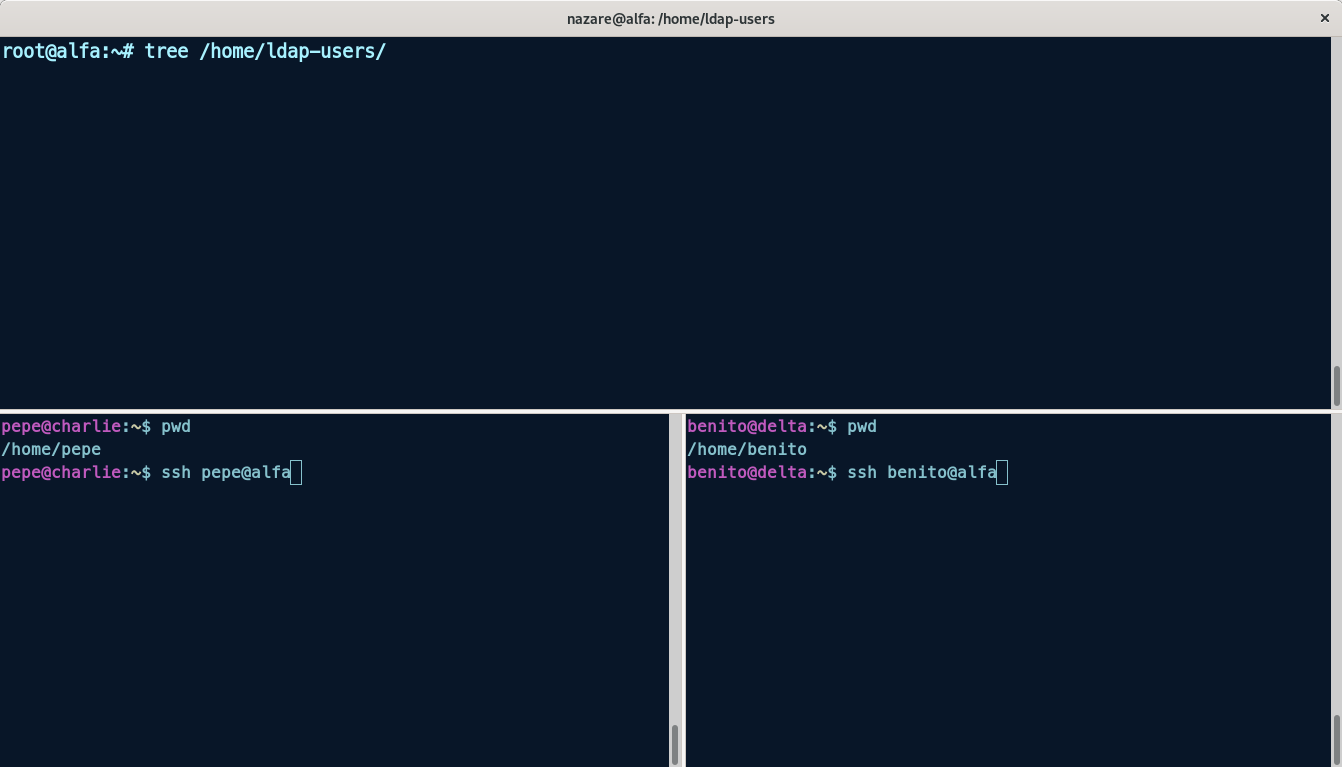 nazare@alfa: /home/ldap-users
root@alfa:~# tree /home/ldap-users/
pepe@charlie:~$ pwd
/home/pepe
pepe@charlie:~$ ssh pepe@alfa
benito@delta:~$ pwd
/home/benito
benito@delta:~$ ssh benito@alfa